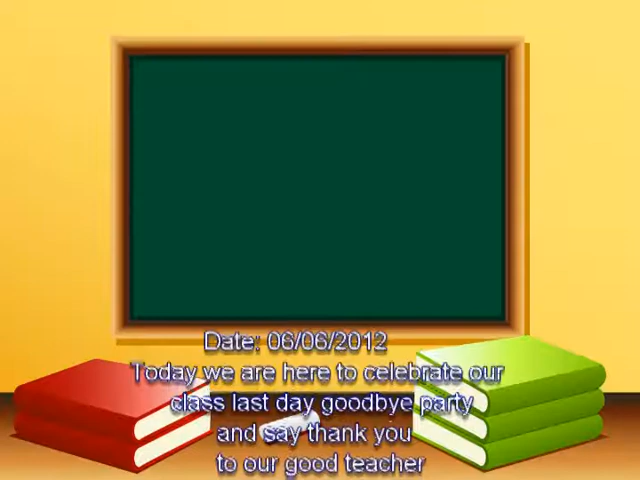 Date: 06/06/2012
Today we are here to celebrate our
class last day goodbye party
and say thank you
to our good teacher